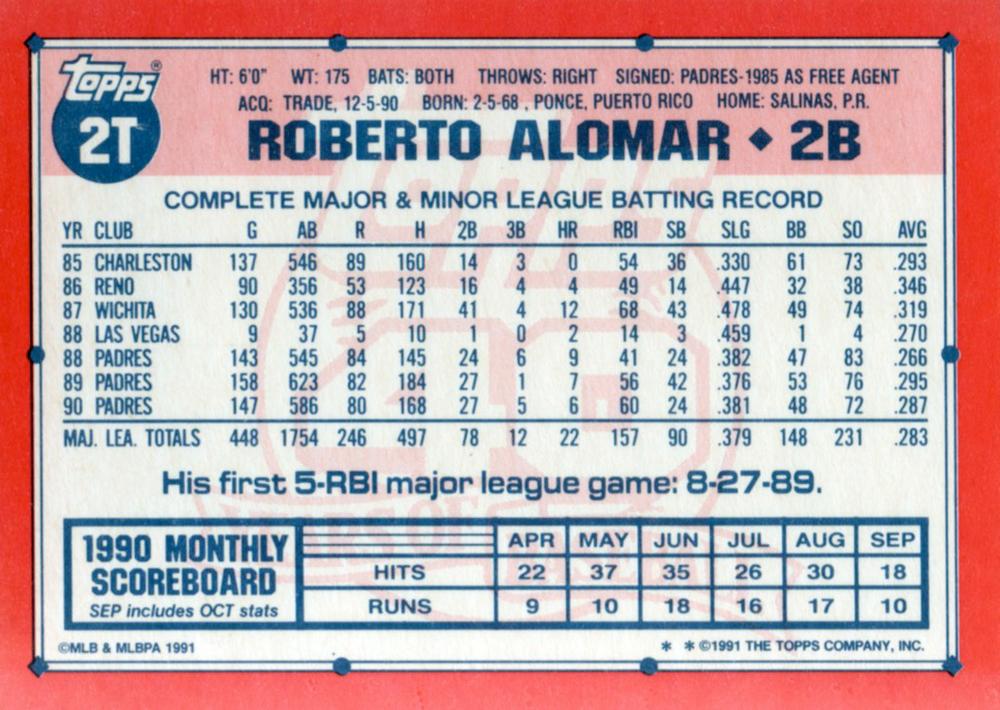 TOPPS®
2T
HT: 6'0" WT: 175 BATS: BOTH THROWS: RIGHT SIGNED: PADRES-1985 AS FREE AGENT
ACQ: TRADE, 12-5-90 BORN: 2-5-68 , PONCE, PUERTO RICO HOME: SALINAS, P.R.
ROBERTO ALOMAR ◆ 2B
COMPLETE MAJOR & MINOR LEAGUE BATTING RECORD
YR CLUB G AB R H 2B 3B HR RBI SB SLG BB SO AVG
85 CHARLESTON 137 546 89 160 14 3 0 54 36 .330 61 73 .293
86 RENO 90 356 53 123 16 4 4 49 14 .447 32 38 .346
87 WICHITA 130 536 88 171 41 4 12 68 43 .478 49 74 .319
88 LAS VEGAS 9 37 5 10 1 0 2 14 3 .459 1 4 .270
88 PADRES 143 545 84 145 24 6 9 41 24 .382 47 83 .266
89 PADRES 158 623 82 184 27 1 7 56 42 .376 53 76 .295
90 PADRES 147 586 80 168 27 5 6 60 24 .381 48 72 .287
MAJ. LEA. TOTALS 448 1754 246 497 78 12 22 157 90 .379 148 231 .283
His first 5-RBI major league game: 8-27-89.
1990 MONTHLY
SCOREBOARD
SEP includes OCT stats
APR MAY JUN JUL AUG SEP
HITS 22 37 35 26 30 18
RUNS 9 10 18 16 17 10
©MLB & MLBPA 1991
* * ©1991 THE TOPPS COMPANY, INC.
TOPPS
40
YEARS OF BASEBALL